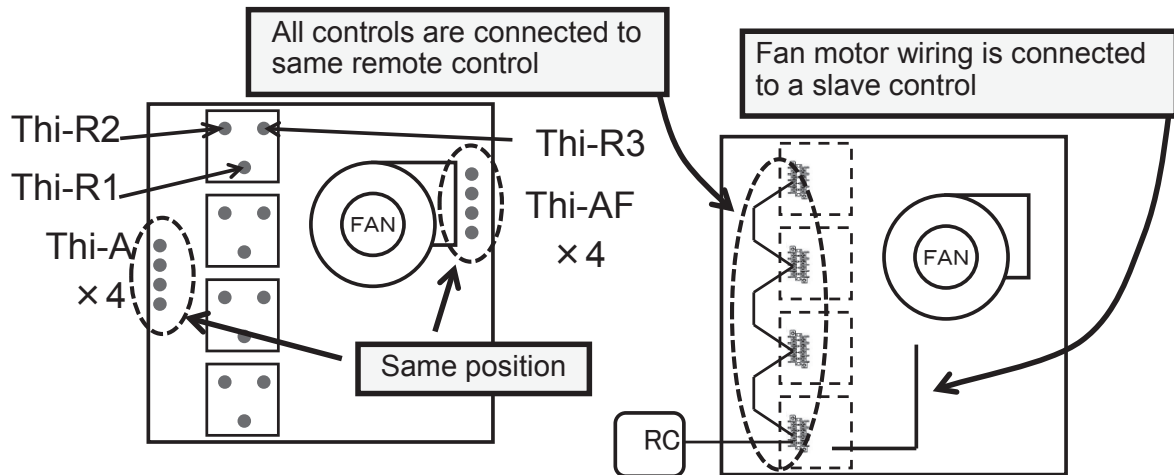 All controls are connected to
same remote control
Fan motor wiring is connected
to a slave control
Thi-R2
Thi-R3
Thi-R1
Thi-AF
×4
Thi-A
×4
FAN
FAN
Same position
RC